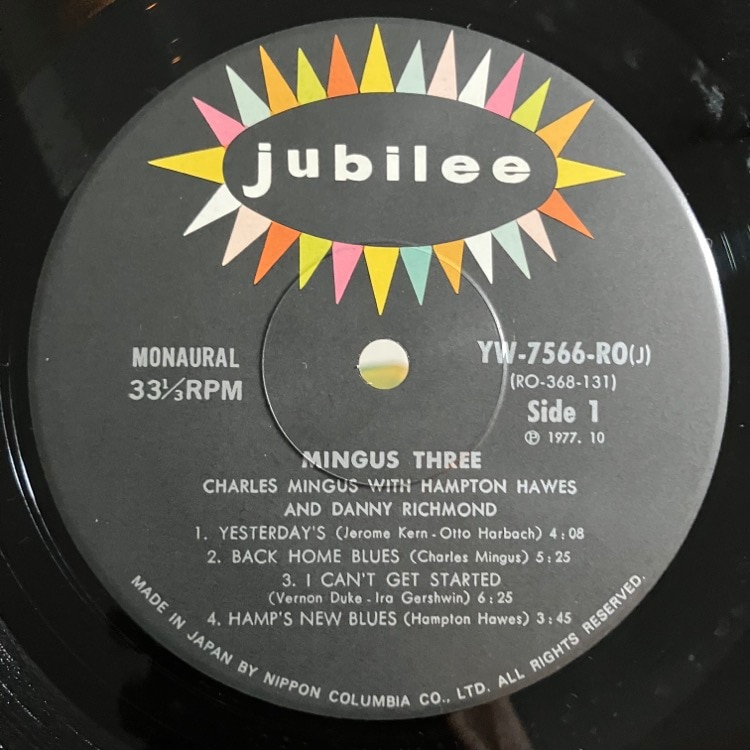 jubilee
MONAURAL
33⅓RPM
YW-7566-RO(J)
(RO-368-131)
Side 1
℗ 1977. 10
MINGUS THREE
CHARLES MINGUS WITH HAMPTON HAWES
AND DANNY RICHMOND
1. YESTERDAY'S (Jerome Kern - Otto Harbach) 4:08
2. BACK HOME BLUES (Charles Mingus) 5:25
3. I CAN'T GET STARTED
(Vernon Duke - Ira Gershwin) 6:25
4. HAMP'S NEW BLUES (Hampton Hawes) 3:45
MADE IN JAPAN BY NIPPON COLUMBIA CO., LTD. ALL RIGHTS RESERVED.